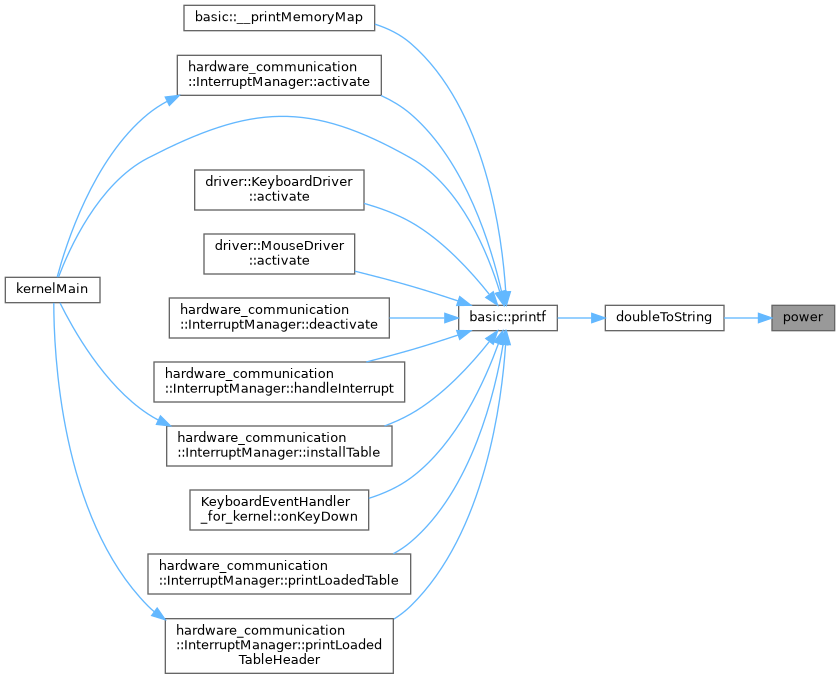 basic::__printMemoryMap
hardware_communication
::InterruptManager::activate
driver::KeyboardDriver
::activate
driver::MouseDriver
::activate
kernelMain
hardware_communication
::InterruptManager::deactivate
basic::printf
doubleToString
power
hardware_communication
::InterruptManager::handleInterrupt
hardware_communication
::InterruptManager::installTable
KeyboardEventHandler
_for_kernel::onKeyDown
hardware_communication
::InterruptManager::printLoadedTable
hardware_communication
::InterruptManager::printLoaded
TableHeader